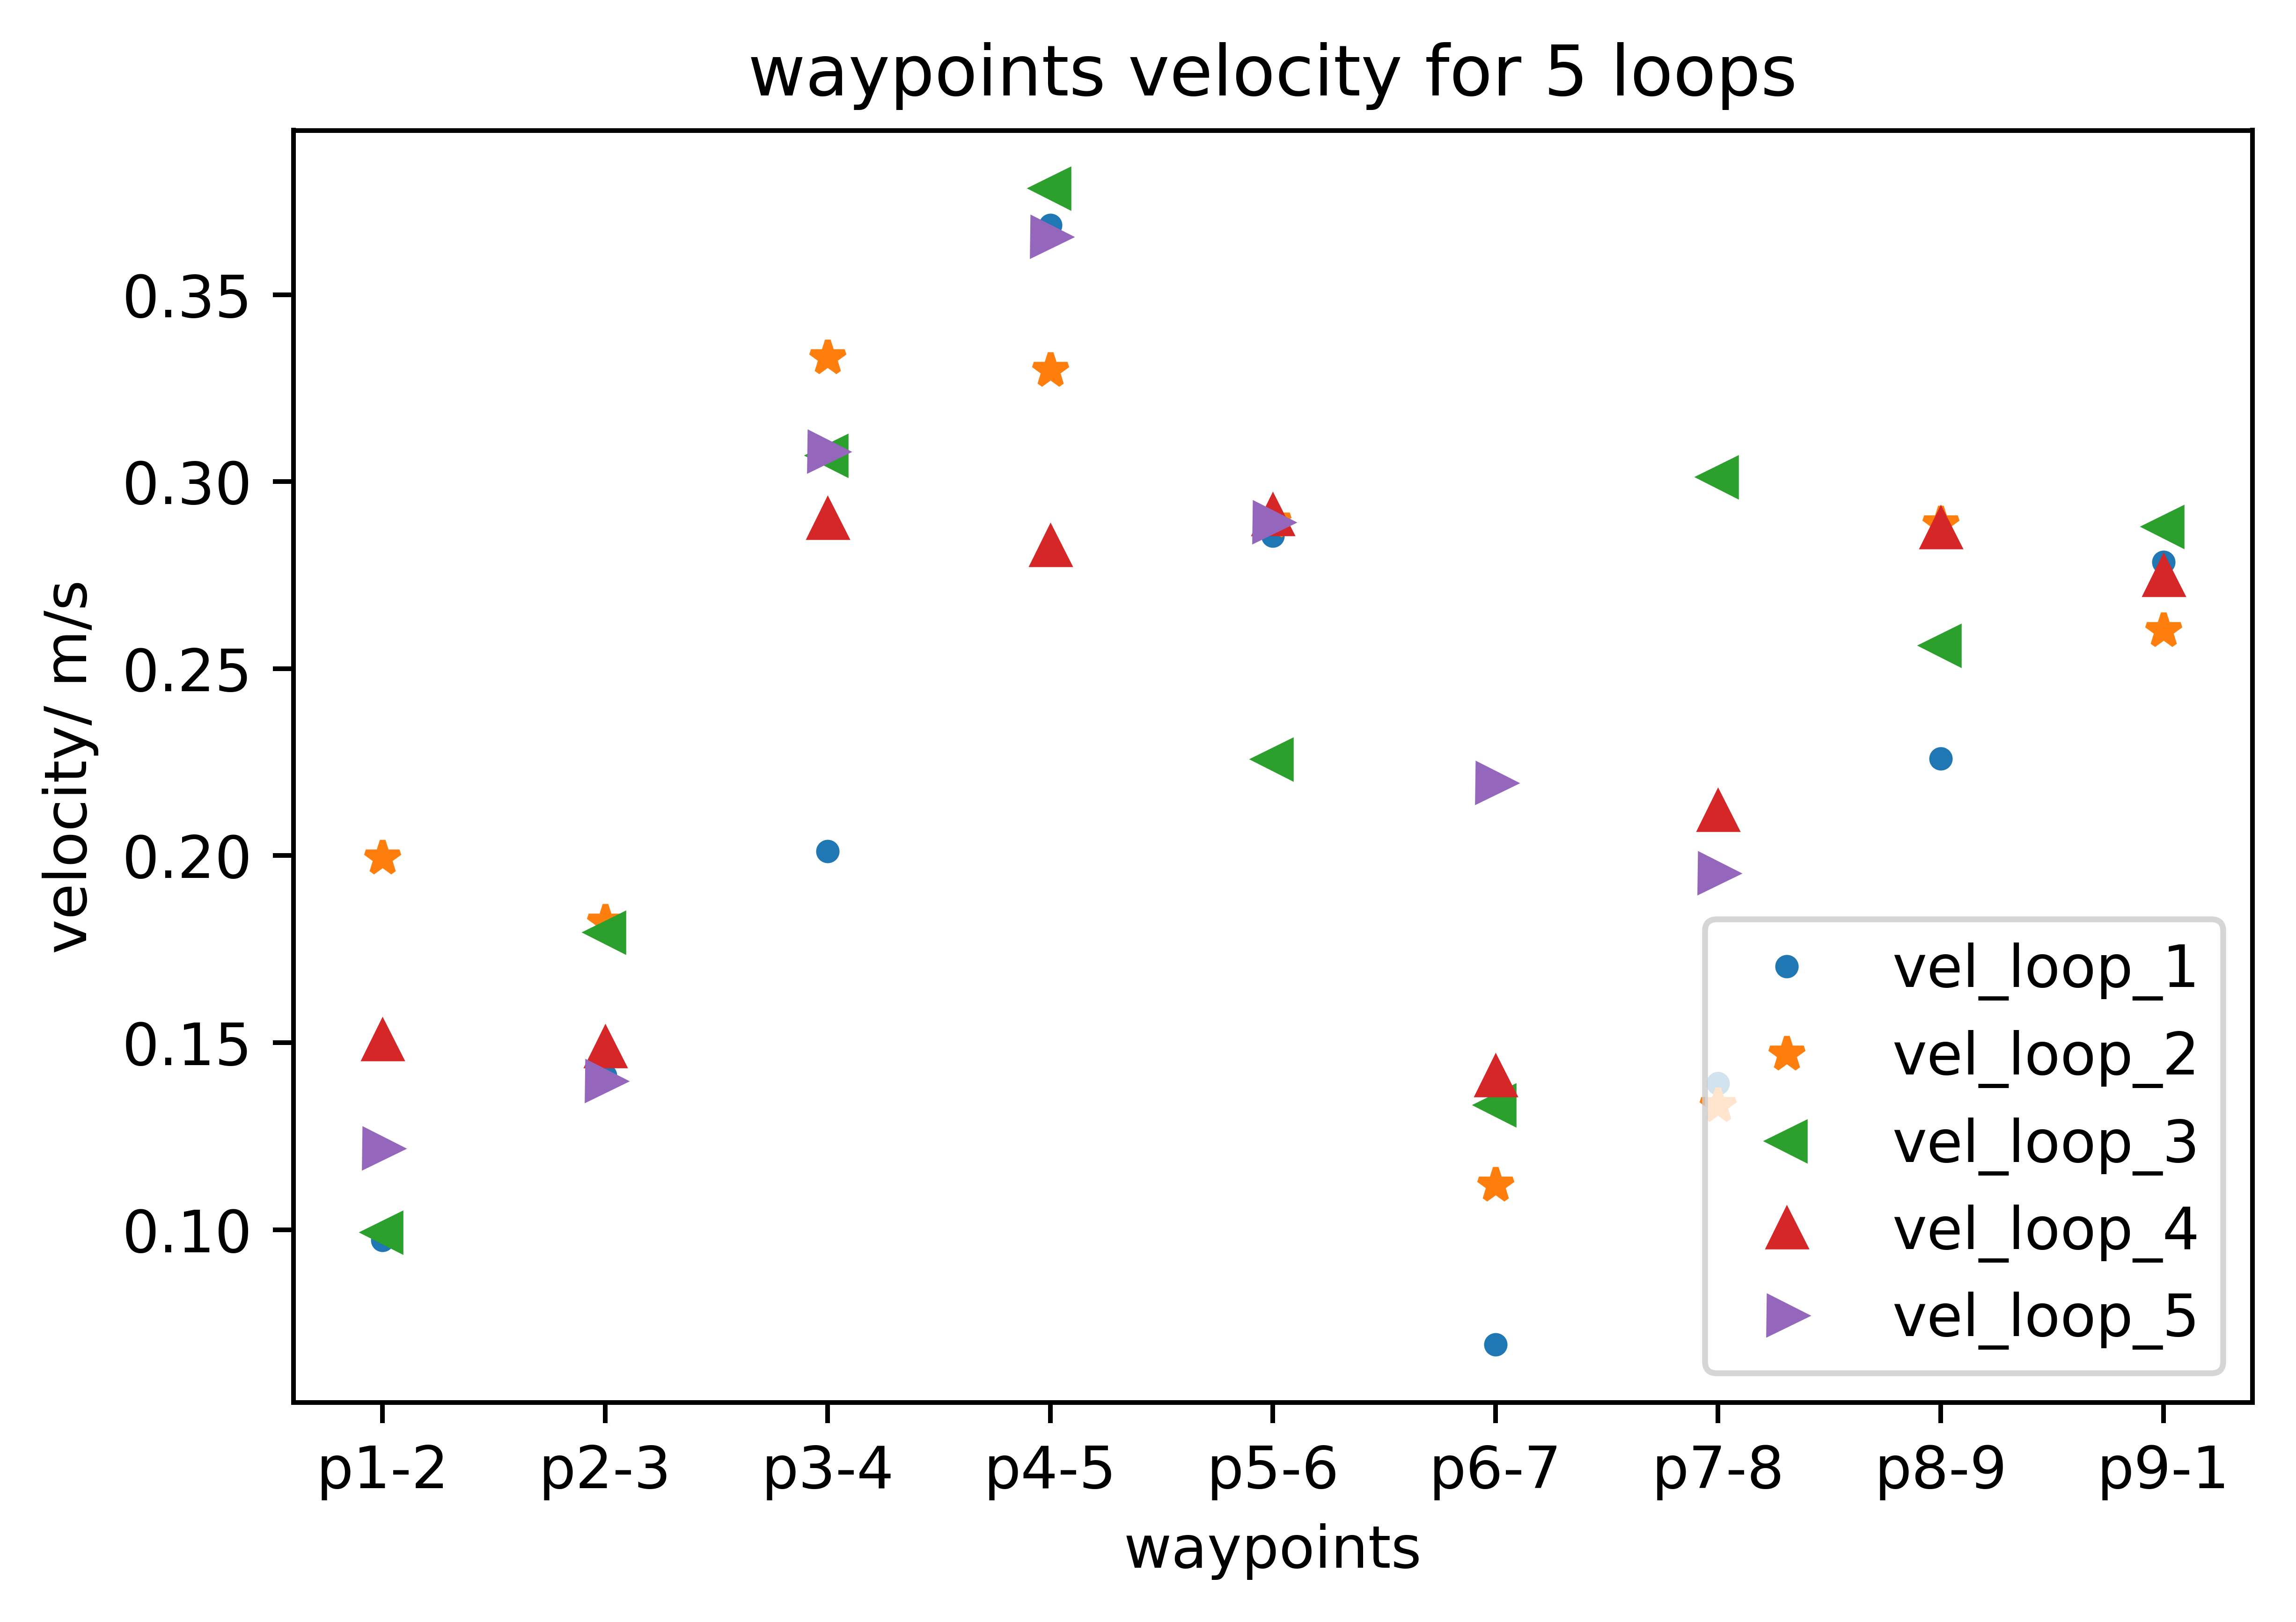 waypoints velocity for 5 loops
velocity/ m/s
0.35
0.30
0.25
0.20
0.15
0.10
vel_loop_1
vel_loop_2
vel_loop_3
vel_loop_4
vel_loop_5
p1-2 p2-3 p3-4 p4-5 p5-6 p6-7 p7-8 p8-9 p9-1
waypoints